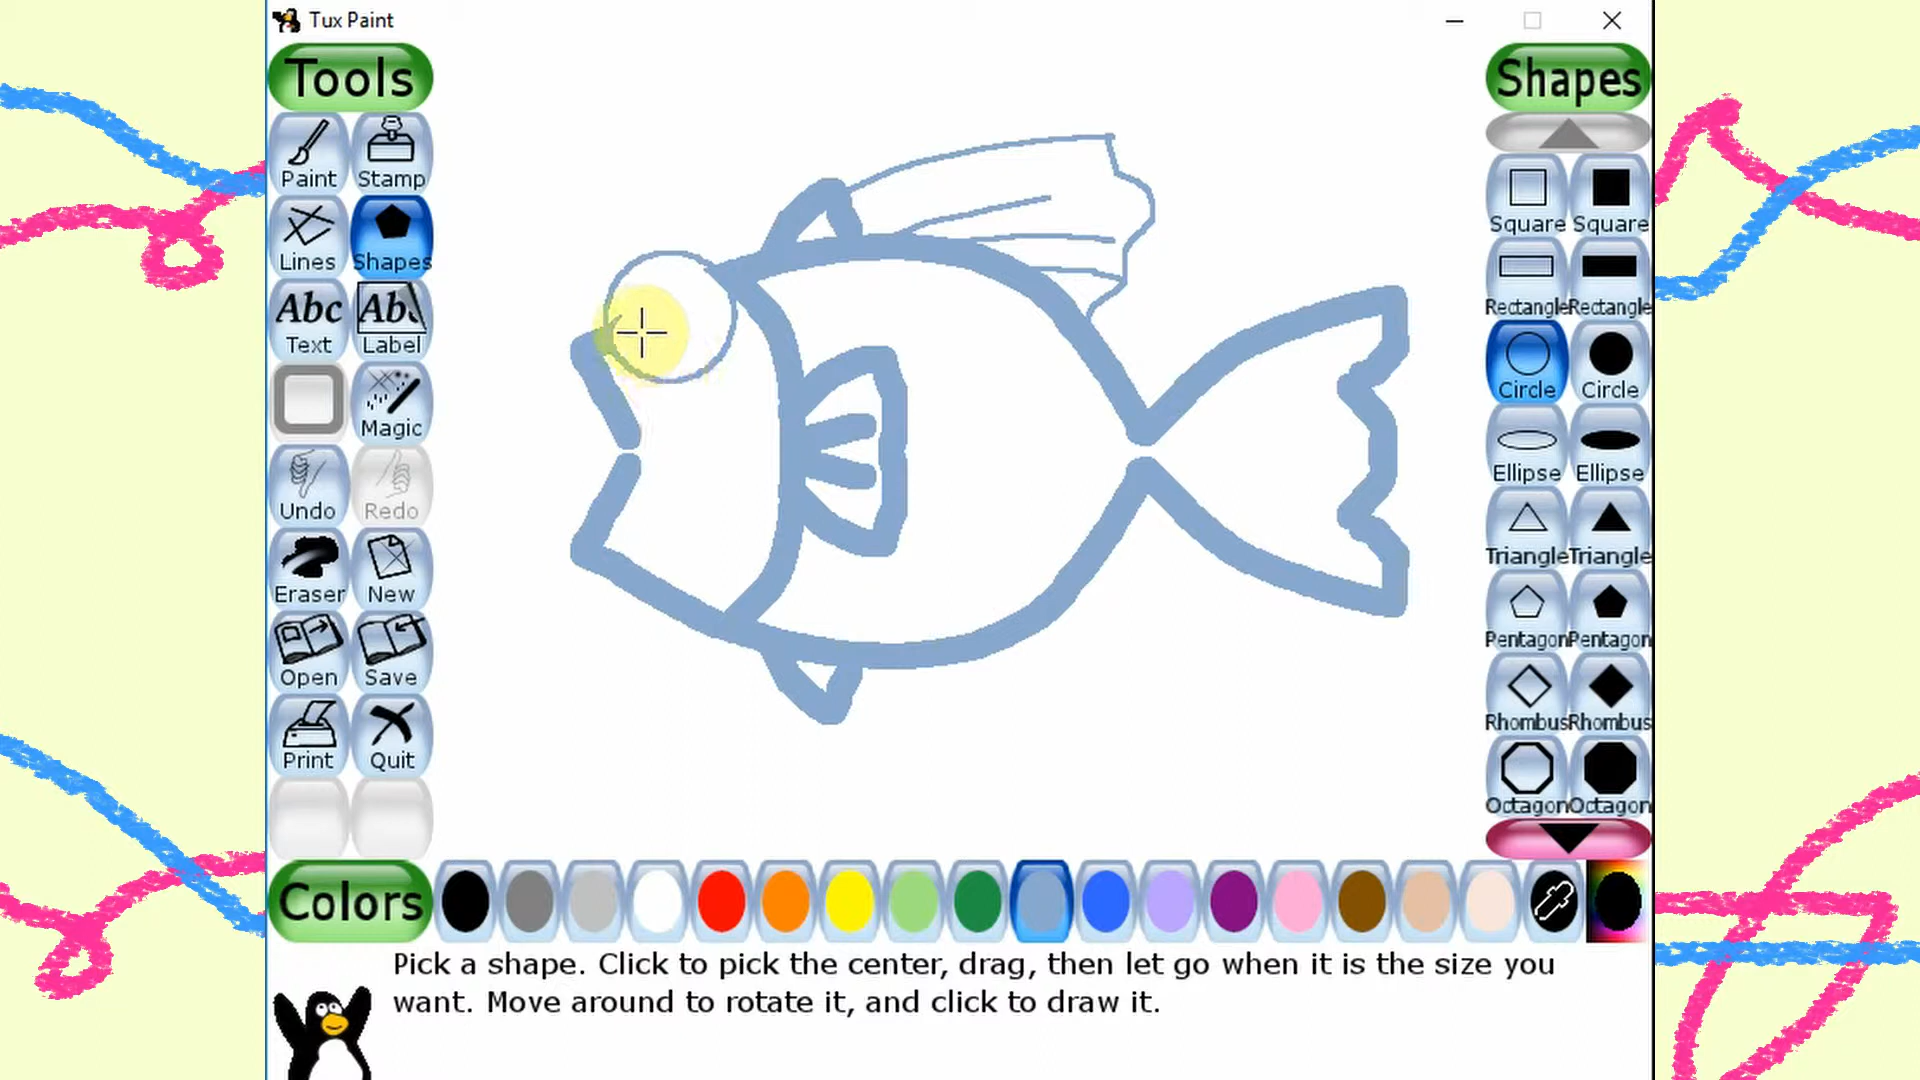 Tux Paint
Tools
Shapes
Paint
Stamp
Lines
Shapes
Abc
Text
Abc
Label
Magic
Undo
Redo
Eraser
New
Open
Save
Print
Quit
Square
Square
Rectangle
Rectangle
Circle
Circle
Ellipse
Ellipse
Triangle
Triangle
Pentagon
Pentagon
Rhombus
Rhombus
Octagon
Octagon
Colors
Pick a shape. Click to pick the center, drag, then let go when it is the size you
want. Move around to rotate it, and click to draw it.